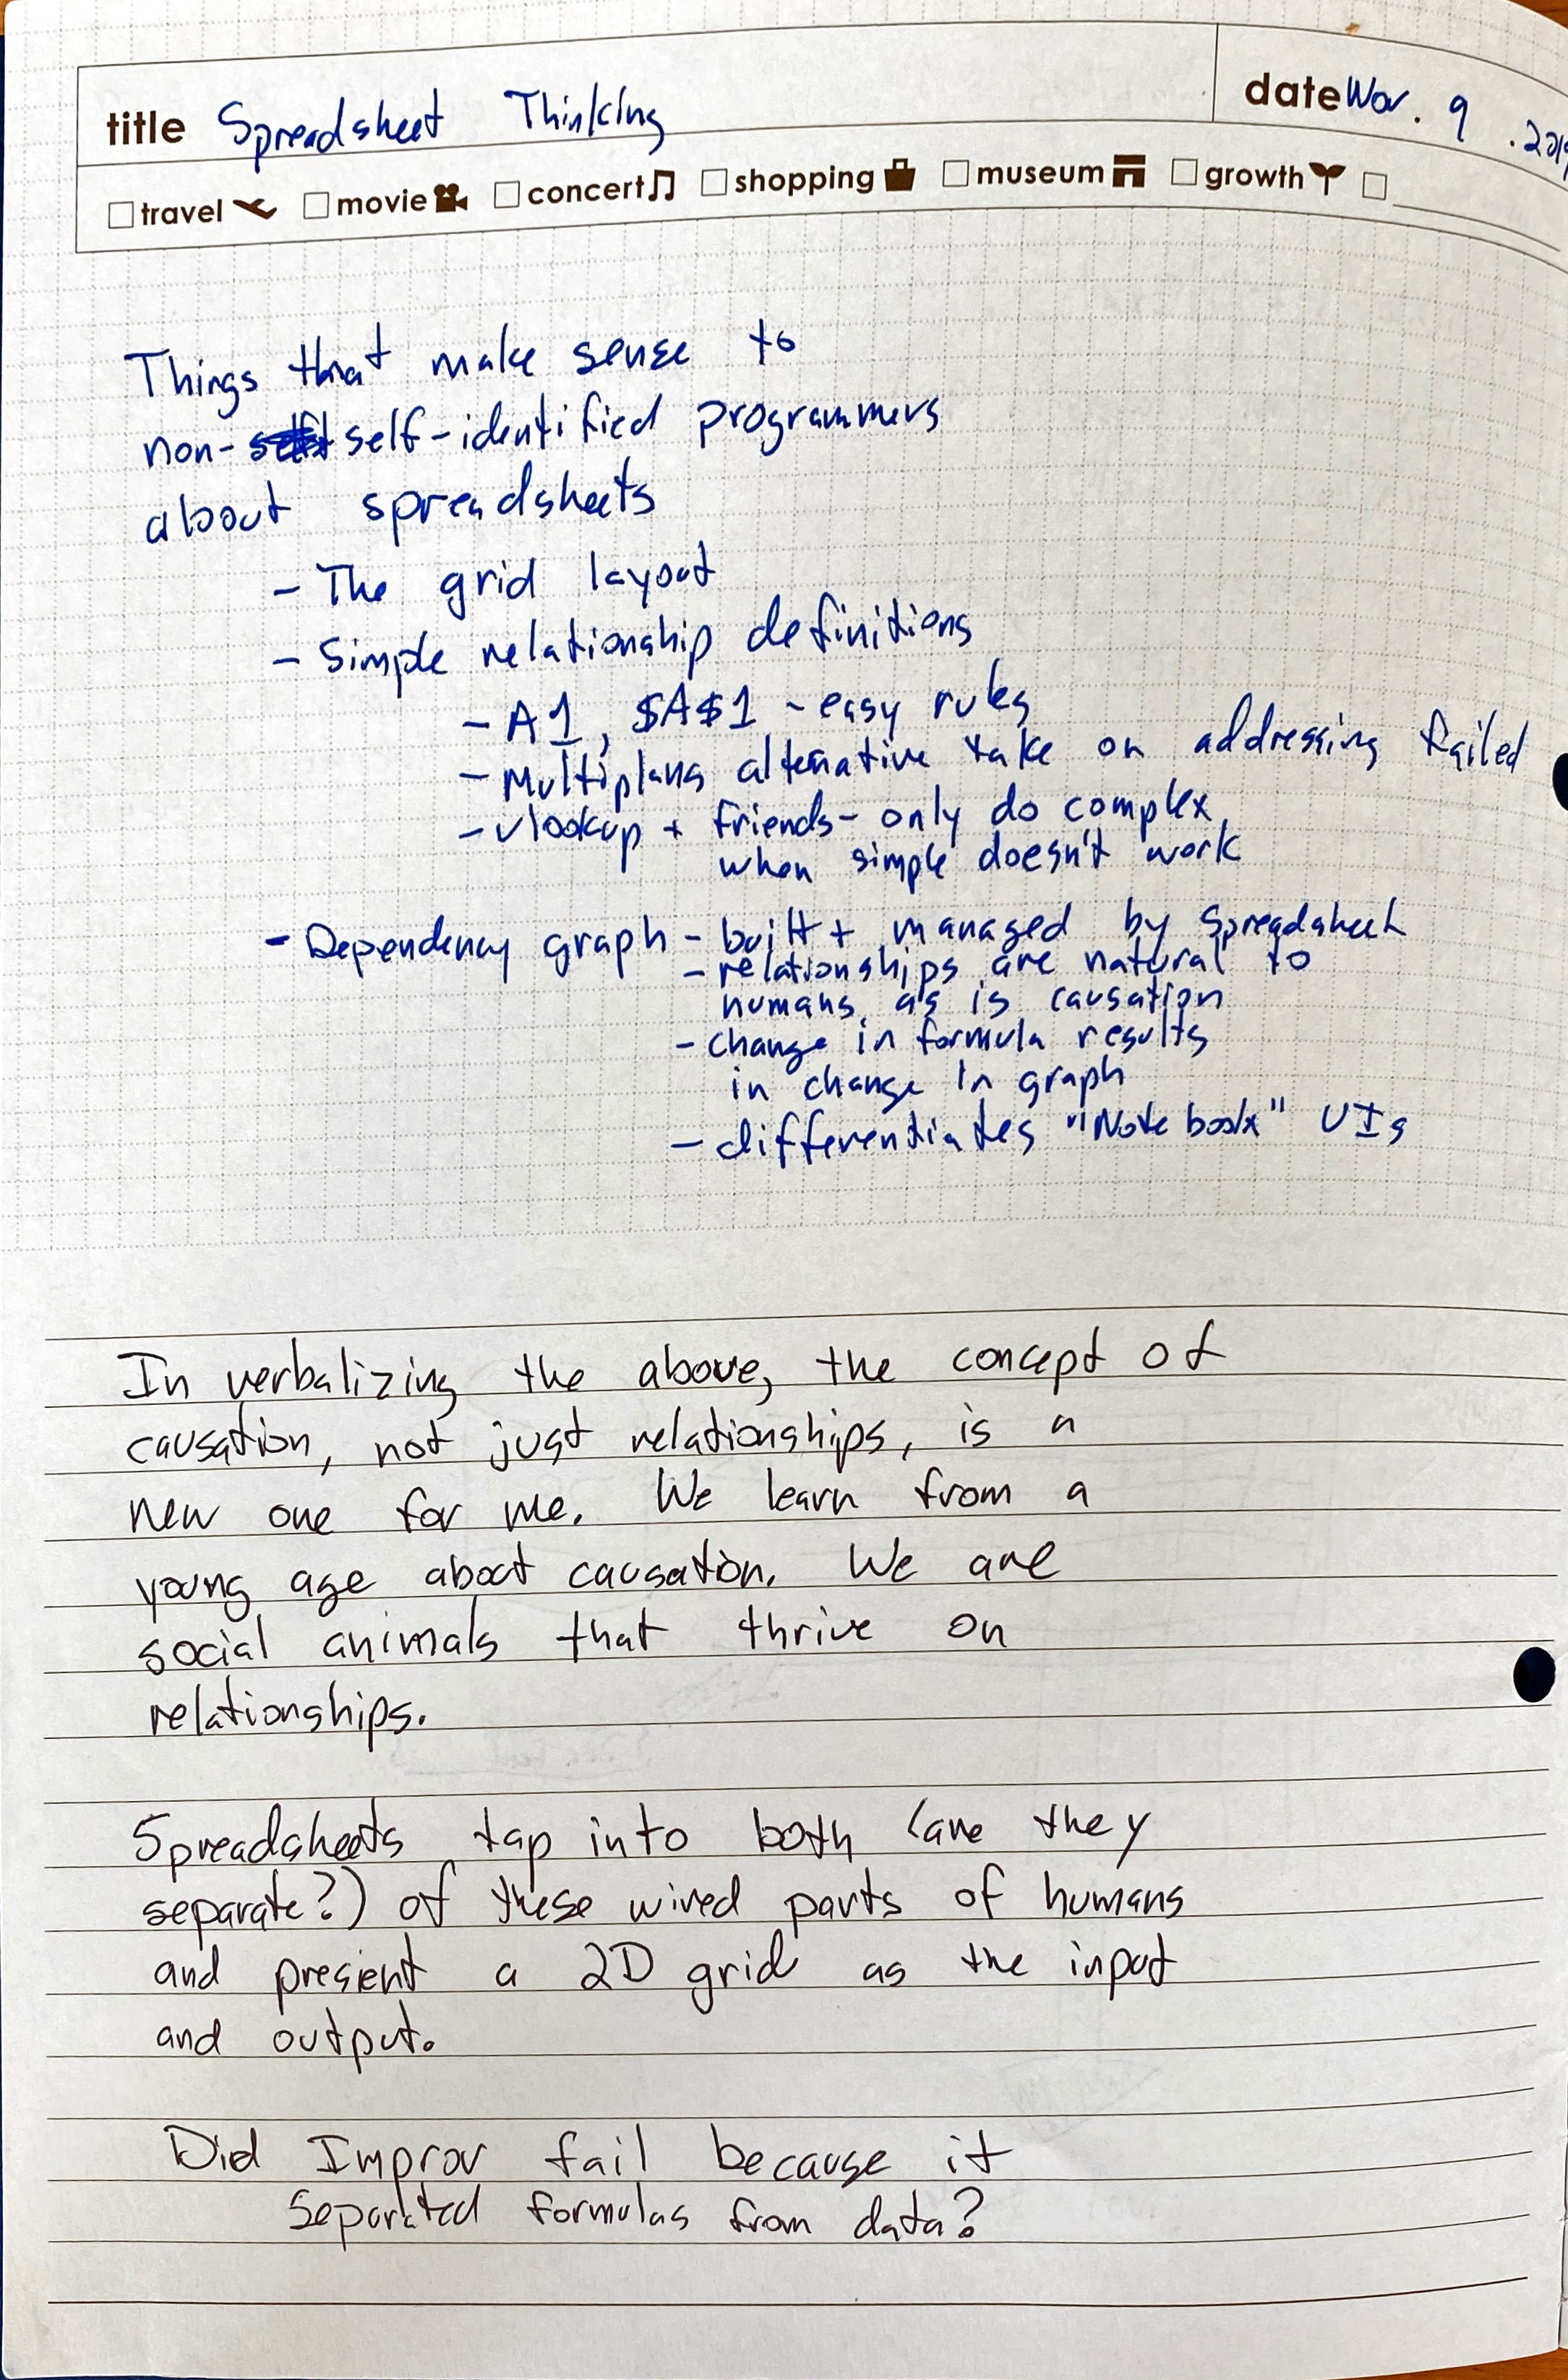 title Spreadsheet Thinking
date Nov. 9 .201
travel movie concert shopping museum growth
Things that make sense to
non- self-identified programmers
about spreadsheets
- The grid layout
- Simple relationship definitions
- A1, $A$1 - easy rules
- Multiplans alternative take on addressing failed
- vlookup + friends - only do complex
when simple doesn't work
- Dependency graph - built + managed by spreadsheet
- relationships are natural to
humans, as is causation
- change in formula results
in change in graph
- differentiates "Notebook" UIs
In verbalizing the above, the concept of
causation, not just relationships, is a
new one for me. We learn from a
young age about causation. We are
social animals that thrive on
relationships.
Spreadsheets tap into both (are they
separate?) of these wired parts of humans
and present a 2D grid as the input
and output.
Did Improv fail because it
separated formulas from data?